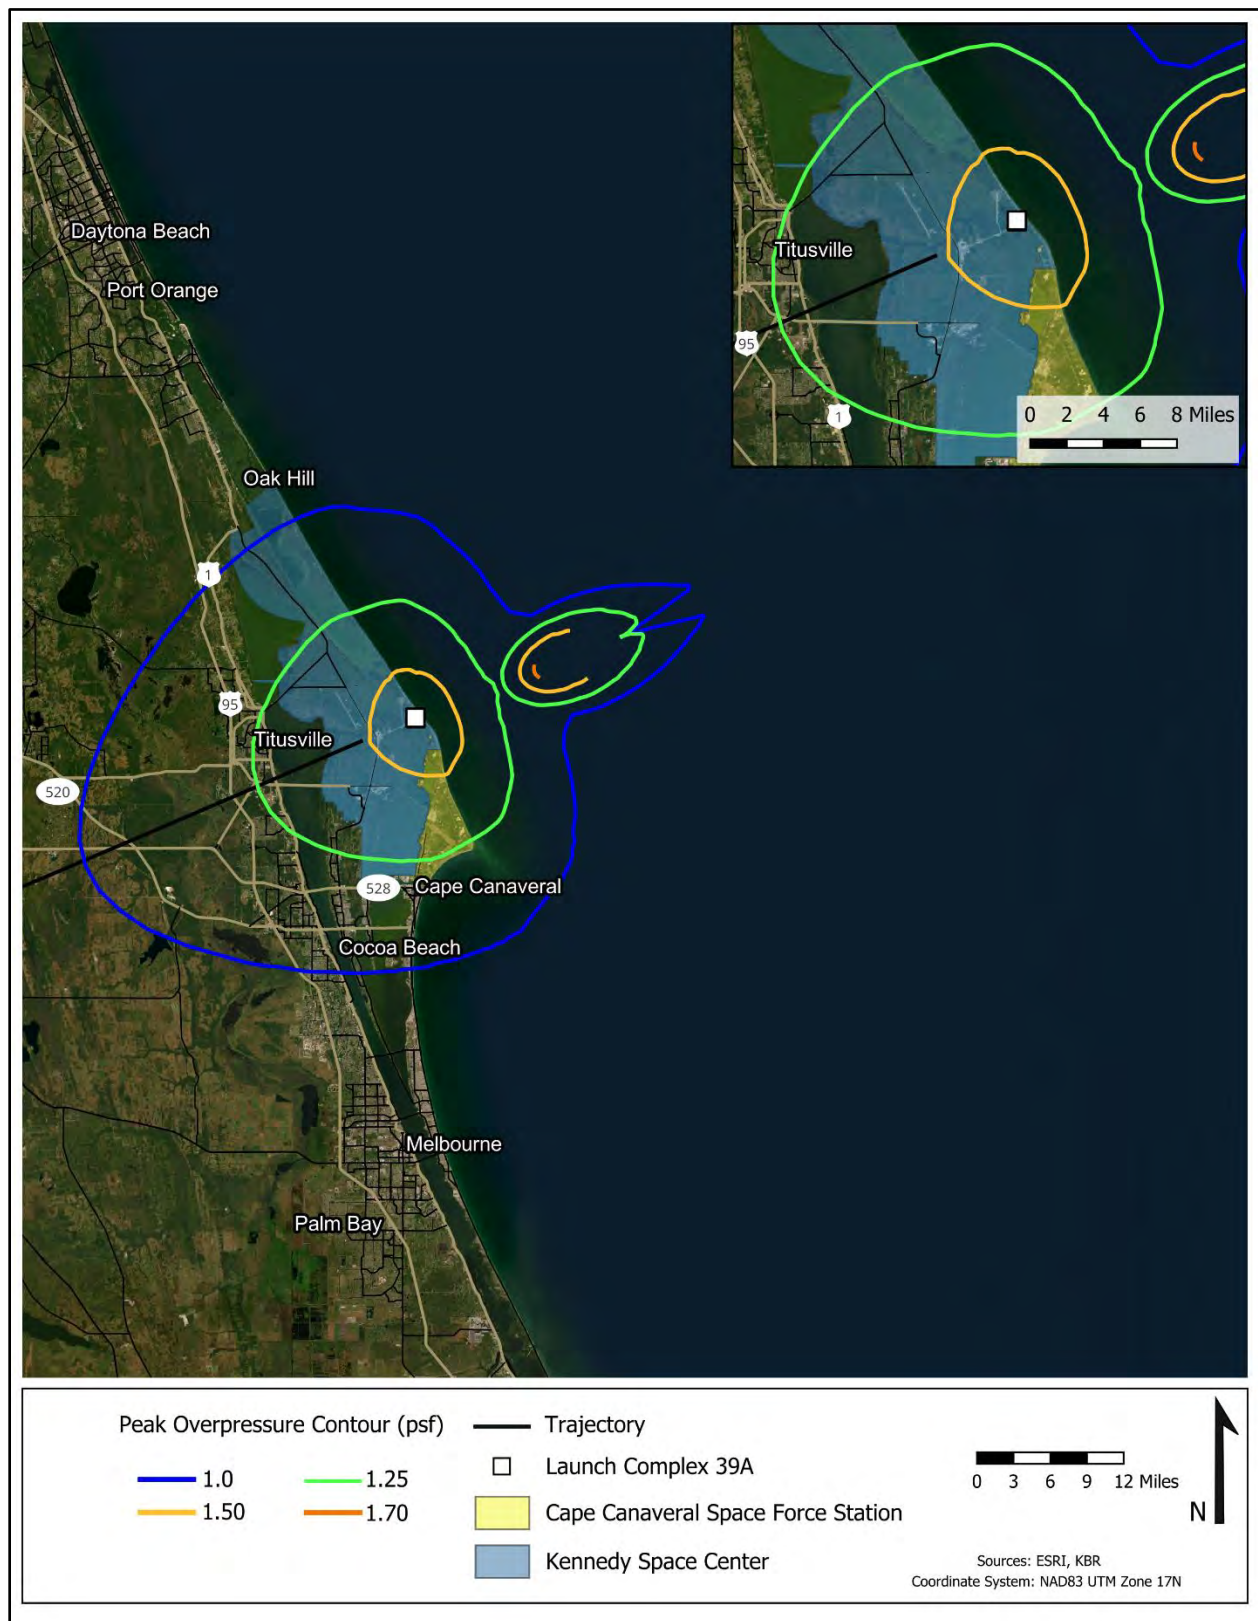 Daytona Beach
Port Orange
Oak Hill
1
95
Titusville
520
528
Cape Canaveral
Cocoa Beach
Melbourne
Palm Bay
Titusville
95
1
0 2 4 6 8 Miles
Peak Overpressure Contour (psf)
1.0
1.25
1.50
1.70
Trajectory
Launch Complex 39A
Cape Canaveral Space Force Station
Kennedy Space Center
0 3 6 9 12 Miles
N
Sources: ESRI, KBR
Coordinate System: NAD83 UTM Zone 17N